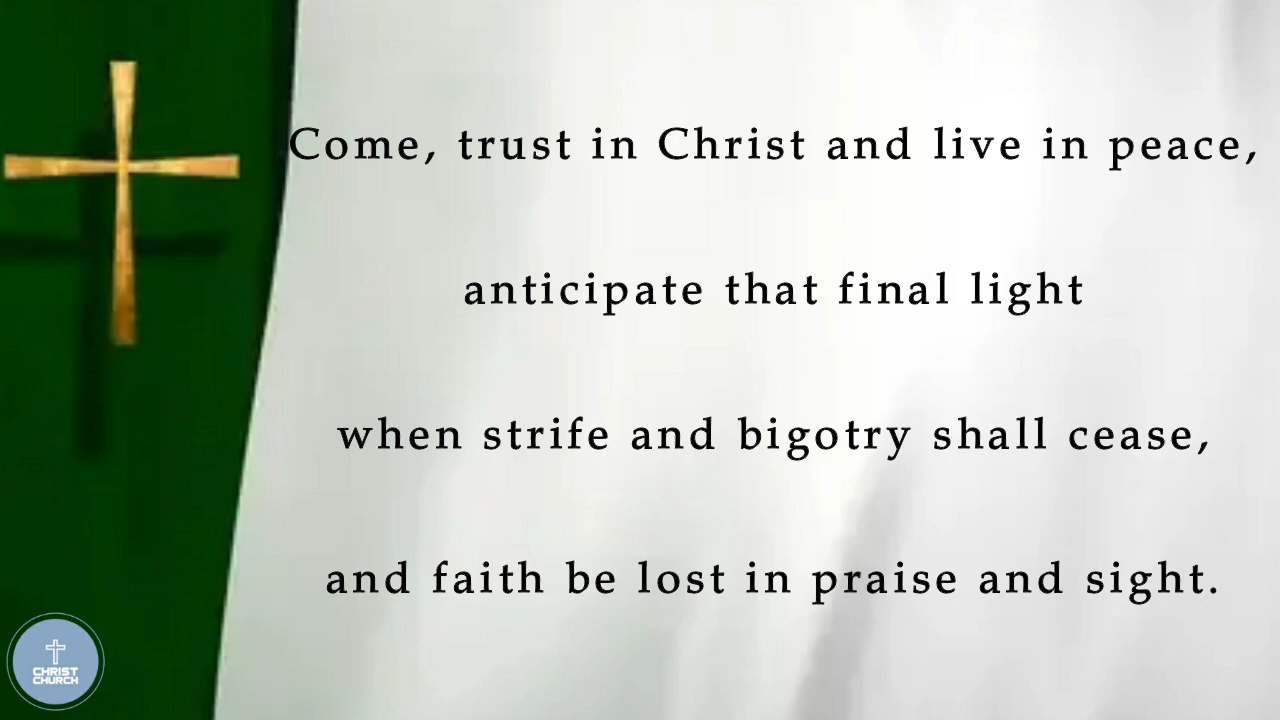 Come, trust in Christ and live in peace,
anticipate that final light
when strife and bigotry shall cease,
and faith be lost in praise and sight.
CHRIST
CHURCH